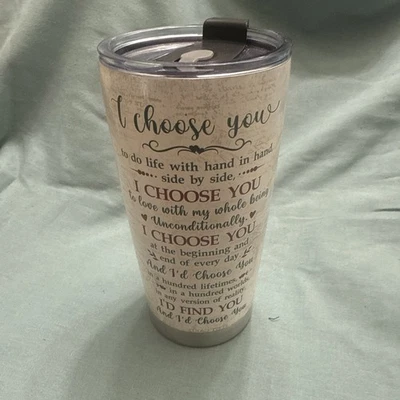 I choose you
to do life with hand in hand,
side by side,
I CHOOSE YOU
to love with my whole being
Unconditionally.
I CHOOSE YOU
at the beginning and
end of every day
And I'd Choose You
in a hundred lifetimes,
in a hundred worlds,
in any version of reality,
I'D FIND YOU
And I'd Choose You